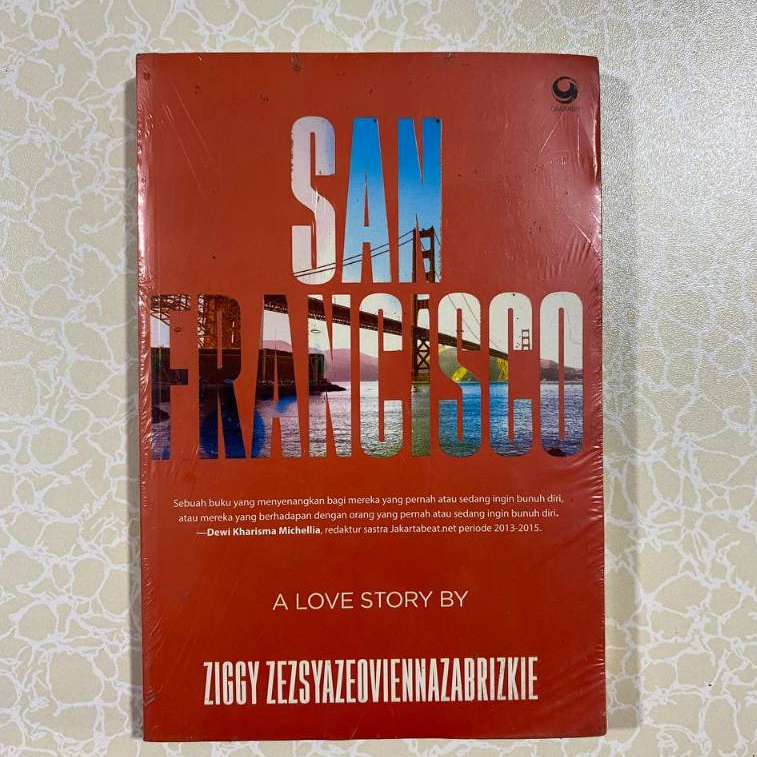 SAN
FRANCISCO
Sebuah buku yang menyenangkan bagi mereka yang pernah atau sedang ingin bunuh diri,
atau mereka yang berhadapan dengan orang yang pernah atau sedang ingin bunuh diri.
—Dewi Kharisma Michellia, redaktur sastra Jakartabeat.net periode 2013-2015.
A LOVE STORY BY
ZIGGY ZEZSYAZEOVIENNAZABRIZKIE